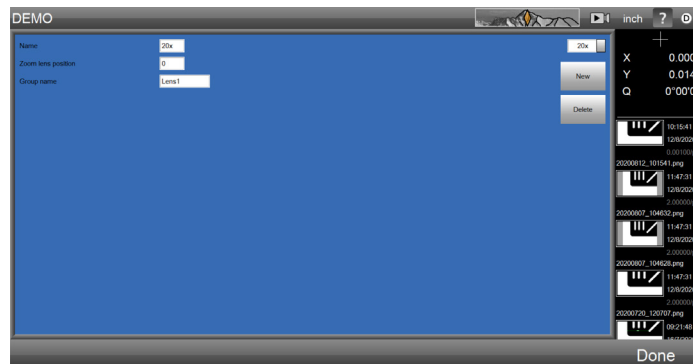 DEMO
inch ? D
Name 20x 20x
Zoom lens position 0
New
Group name Lens1
Delete
X 0.000
Y 0.014
Q 0°00'0
10:15:41
12/8/202
0.00100/
20200812_101541.png
11:47:31
12/8/202
2.00000/
20200807_104632.png
11:47:31
12/8/202
2.00000/
20200807_104628.png
11:47:31
12/8/202
2.00000/
20200720_120707.png
09:21:48
Done